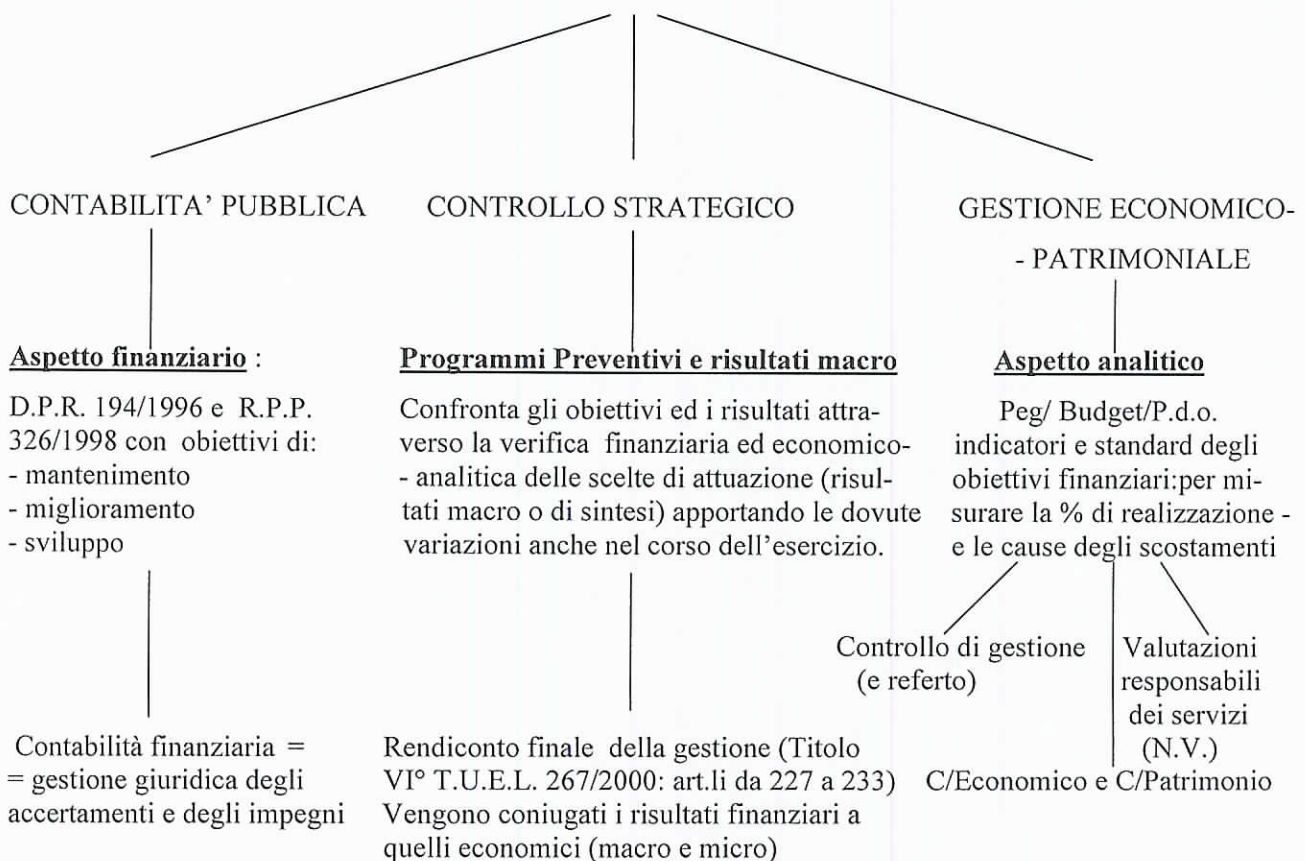 CONTABILITA’ PUBBLICA
Aspetto finanziario :
D.P.R. 194/1996 e R.P.P.
326/1998 con obiettivi di:
- mantenimento
- miglioramento
- sviluppo
Contabilità finanziaria =
= gestione giuridica degli
accertamenti e degli impegni
CONTROLLO STRATEGICO
Programmi Preventivi e risultati macro
Confronta gli obiettivi ed i risultati attra-
verso la verifica finanziaria ed economico-
- analitica delle scelte di attuazione (risul-
tati macro o di sintesi) apportando le dovute
variazioni anche nel corso dell’esercizio.
Rendiconto finale della gestione (Titolo
VI° T.U.E.L. 267/2000: art.li da 227 a 233)
Vengono coniugati i risultati finanziari a
quelli economici (macro e micro)
GESTIONE ECONOMICO-
- PATRIMONIALE
Aspetto analitico
Peg/ Budget/P.d.o.
indicatori e standard degli
obiettivi finanziari:per mi-
surare la % di realizzazione -
e le cause degli scostamenti
Controllo di gestione
(e referto)
Valutazioni
responsabili
dei servizi
(N.V.)
C/Economico e C/Patrimonio